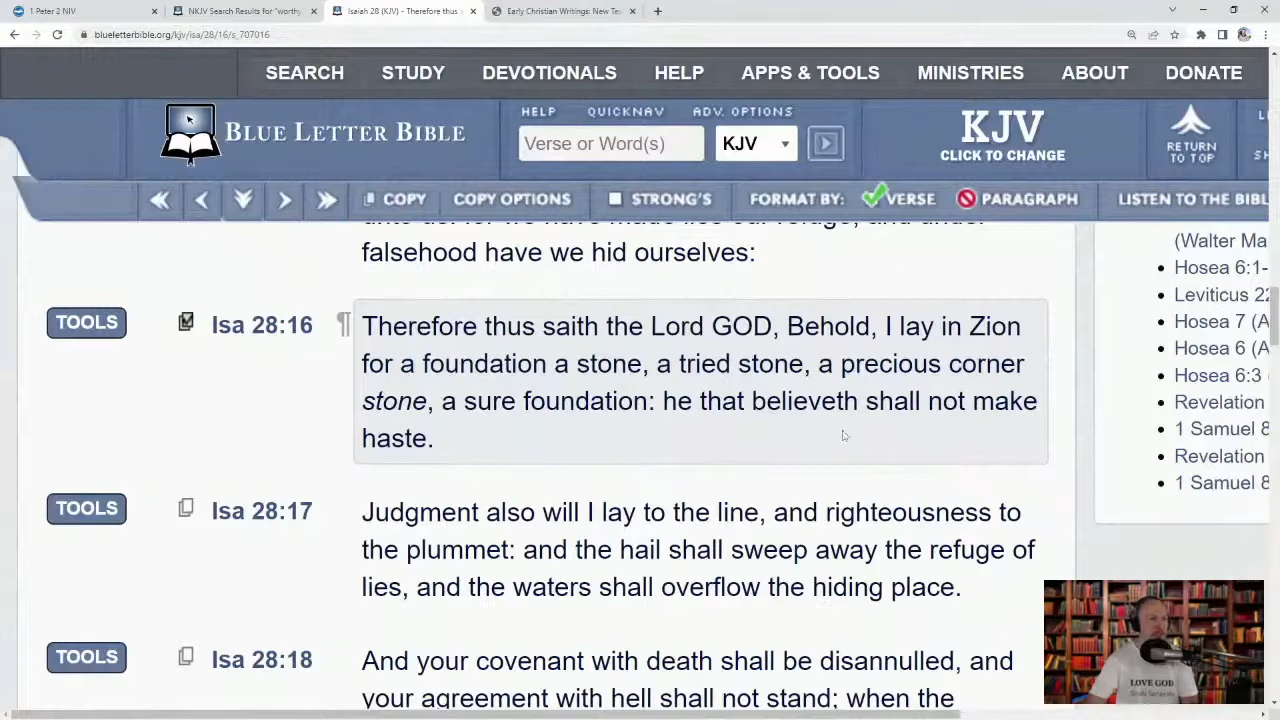 1 Peter 2 NIV
NKJV Search Results for "worthy
Isaiah 28 (KJV) - Therefore thus
Early Christian Writings: New Tes
blueletterbible.org/kjv/isa/28/16/s_707016
SEARCH STUDY DEVOTIONALS HELP APPS & TOOLS MINISTRIES ABOUT DONATE
BLUE LETTER BIBLE
HELP QUICKNAV ADV. OPTIONS
Verse or Word(s) KJV
KJV
CLICK TO CHANGE
RETURN
TO TOP
COPY COPY OPTIONS STRONG'S FORMAT BY: VERSE PARAGRAPH LISTEN TO THE BIBL
falsehood have we hid ourselves:
TOOLS Isa 28:16 ¶ Therefore thus saith the Lord GOD, Behold, I lay in Zion
for a foundation a stone, a tried stone, a precious corner
stone, a sure foundation: he that believeth shall not make
haste.
TOOLS Isa 28:17 Judgment also will I lay to the line, and righteousness to
the plummet: and the hail shall sweep away the refuge of
lies, and the waters shall overflow the hiding place.
TOOLS Isa 28:18 And your covenant with death shall be disannulled, and
your agreement with hell shall not stand; when the
(Walter Ma
Hosea 6:1-
Leviticus 22
Hosea 7 (A
Hosea 6 (A
Hosea 6:3
Revelation
1 Samuel 8
Revelation
1 Samuel 8
LOVE GOD